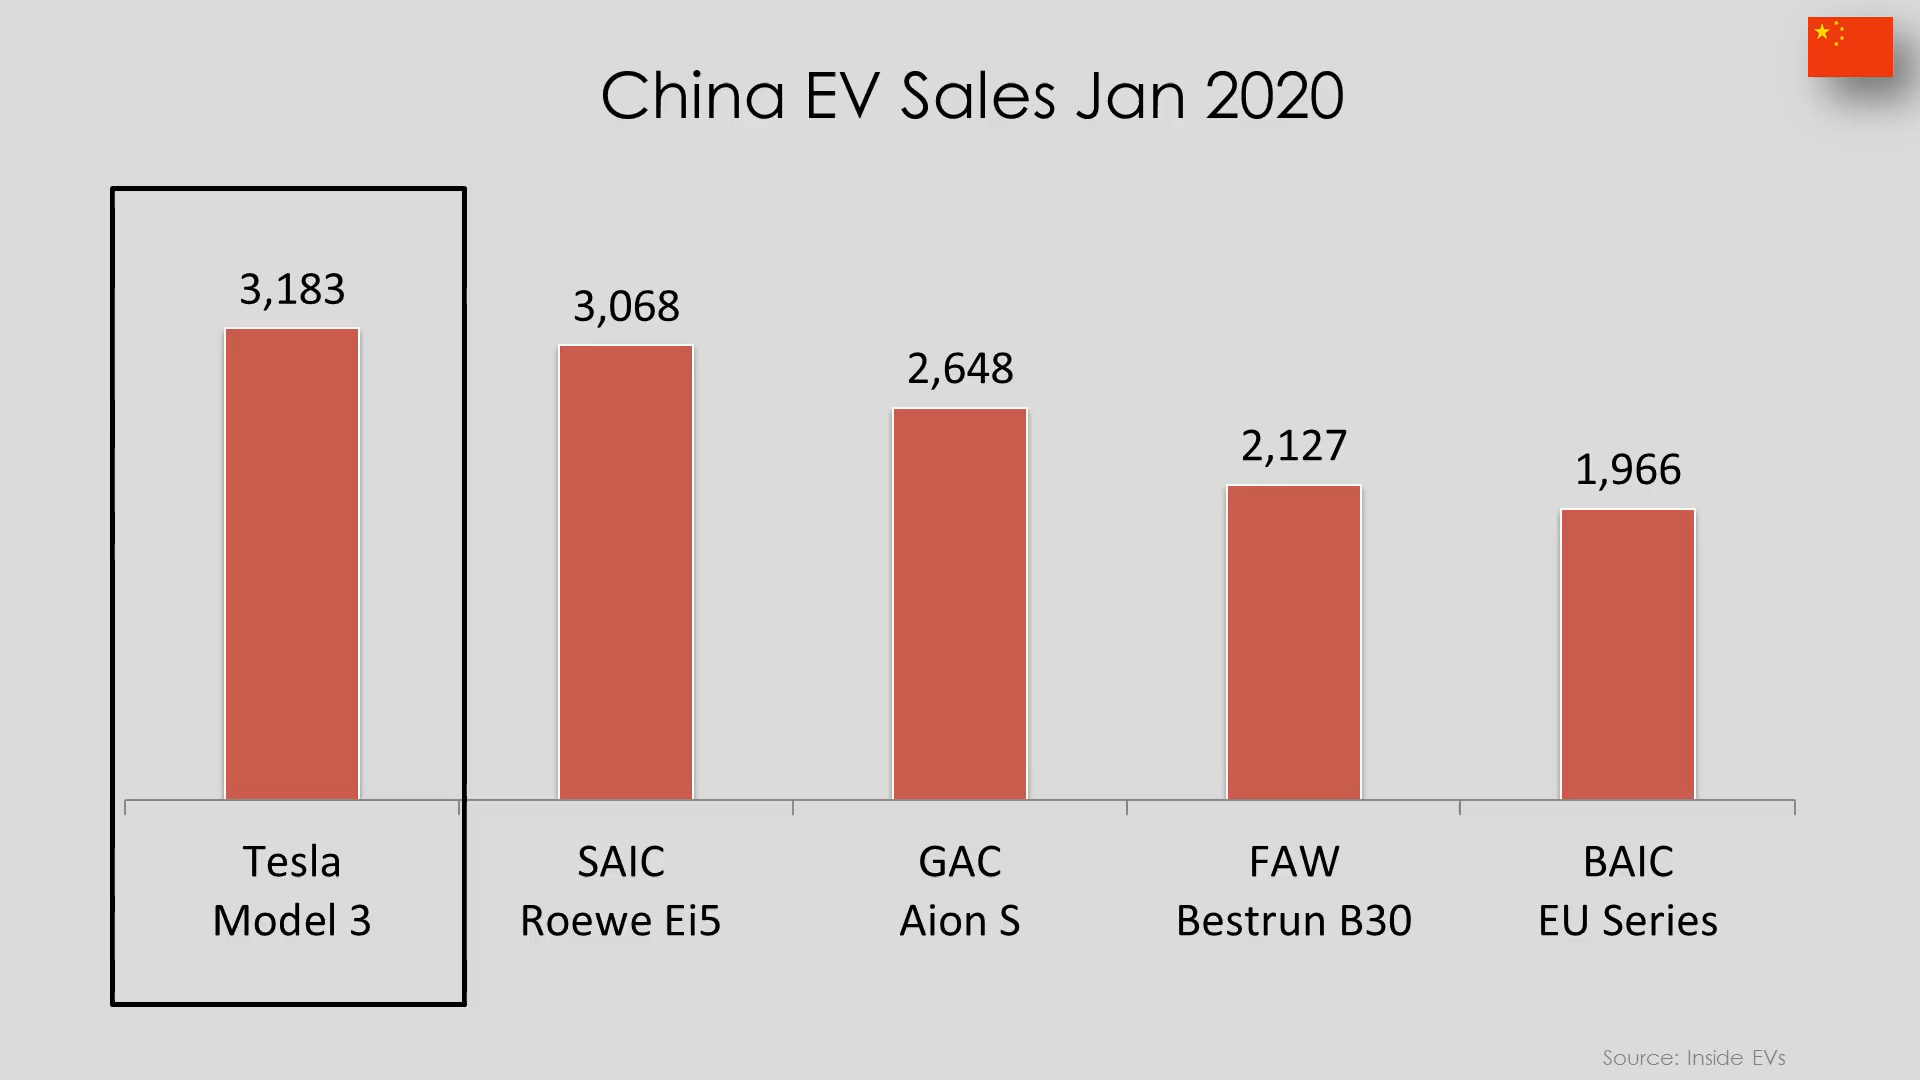 China EV Sales Jan 2020
3,183
3,068
2,648
2,127
1,966
Tesla
Model 3
SAIC
Roewe Ei5
GAC
Aion S
FAW
Bestrun B30
BAIC
EU Series
Source: Inside EVs